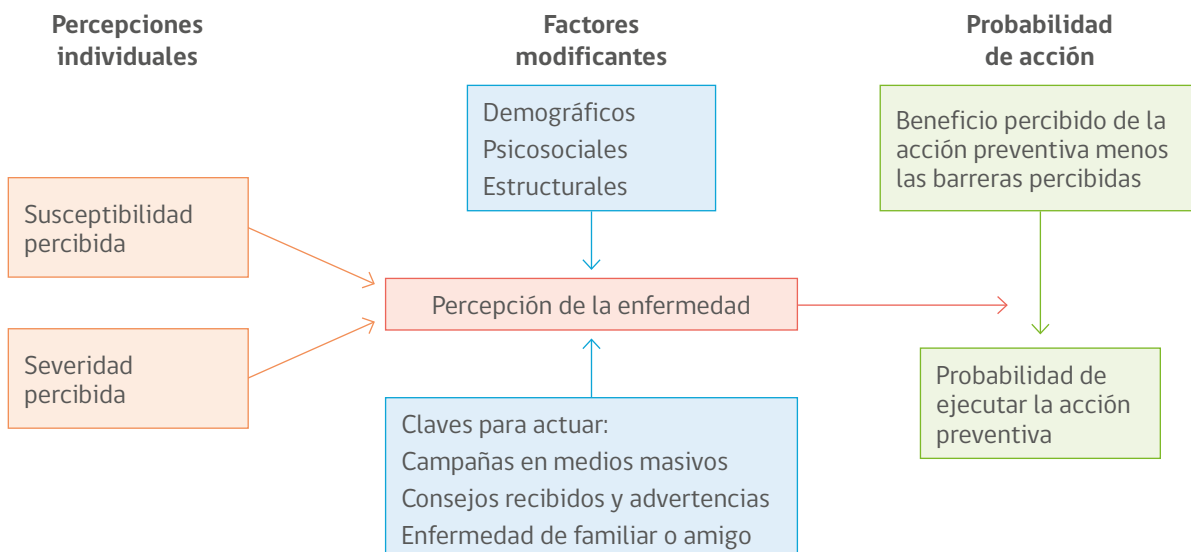 Percepciones
individuales
Factores
modificantes
Probabilidad
de acción
Susceptibilidad
percibida
Severidad
percibida
Demográficos
Psicosociales
Estructurales
Percepción de la enfermedad
Claves para actuar:
Campañas en medios masivos
Consejos recibidos y advertencias
Enfermedad de familiar o amigo
Beneficio percibido de la
acción preventiva menos
las barreras percibidas
Probabilidad de
ejecutar la acción
preventiva